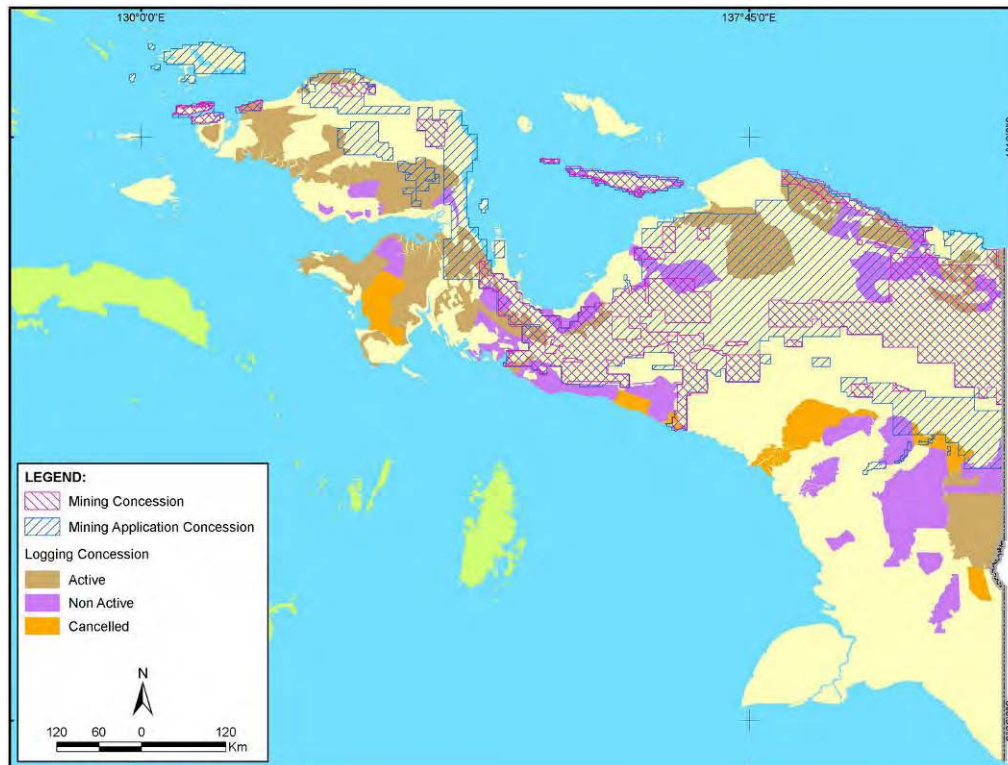 130°0'0"E
137°45'0"E
LEGEND:
Mining Concession
Mining Application Concession
Logging Concession
Active
Non Active
Cancelled
N
120 60 0 120
Km